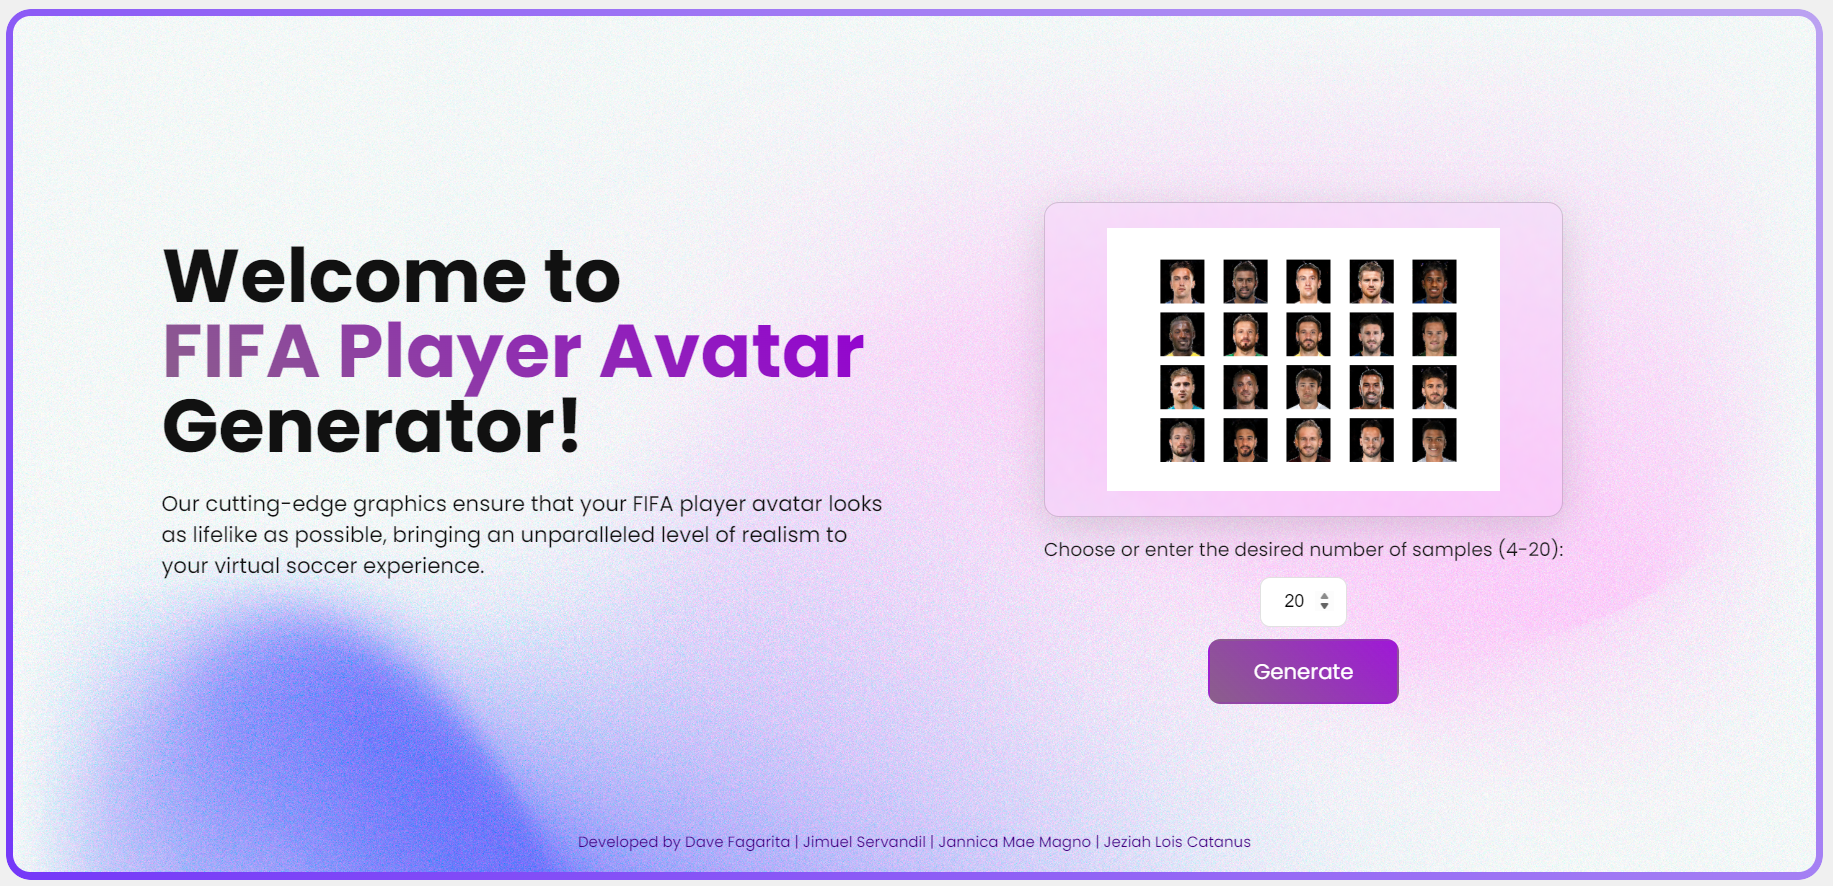 Welcome to
FIFA Player Avatar
Generator!
Our cutting-edge graphics ensure that your FIFA player avatar looks
as lifelike as possible, bringing an unparalleled level of realism to
your virtual soccer experience.
Choose or enter the desired number of samples (4-20):
20
Generate
Developed by Dave Fagarita | Jimuel Servandil | Jannica Mae Magno | Jeziah Lois Catanus